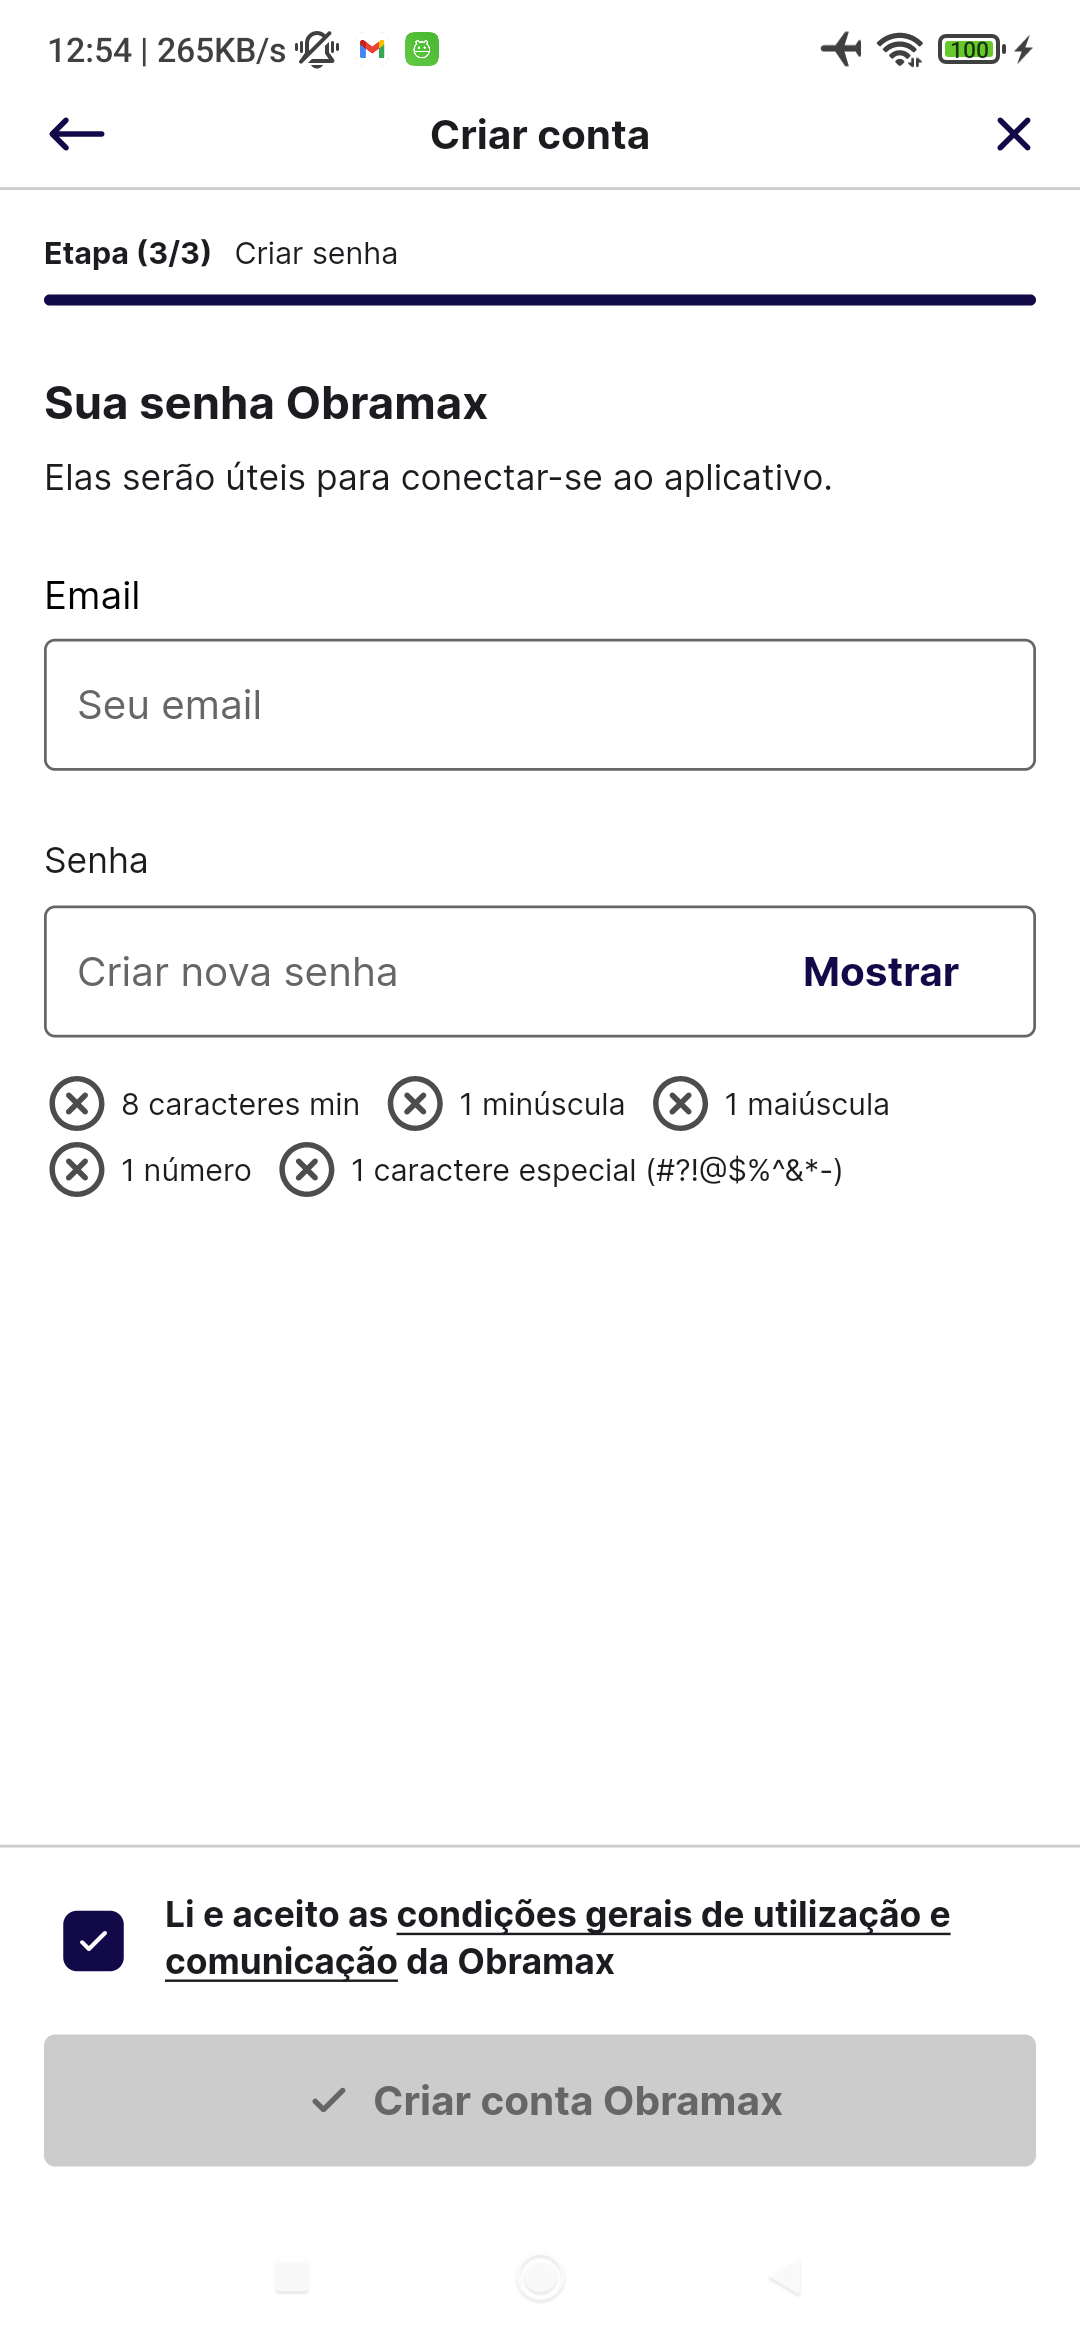 12:54 | 265KB/s
100
Criar conta
Etapa (3/3) Criar senha
Sua senha Obramax
Elas serão úteis para conectar-se ao aplicativo.
Email
Seu email
Senha
Criar nova senha Mostrar
8 caracteres min 1 minúscula 1 maiúscula
1 número 1 caractere especial (#?!@$%^&*-)
Li e aceito as condições gerais de utilização e
comunicação da Obramax
Criar conta Obramax